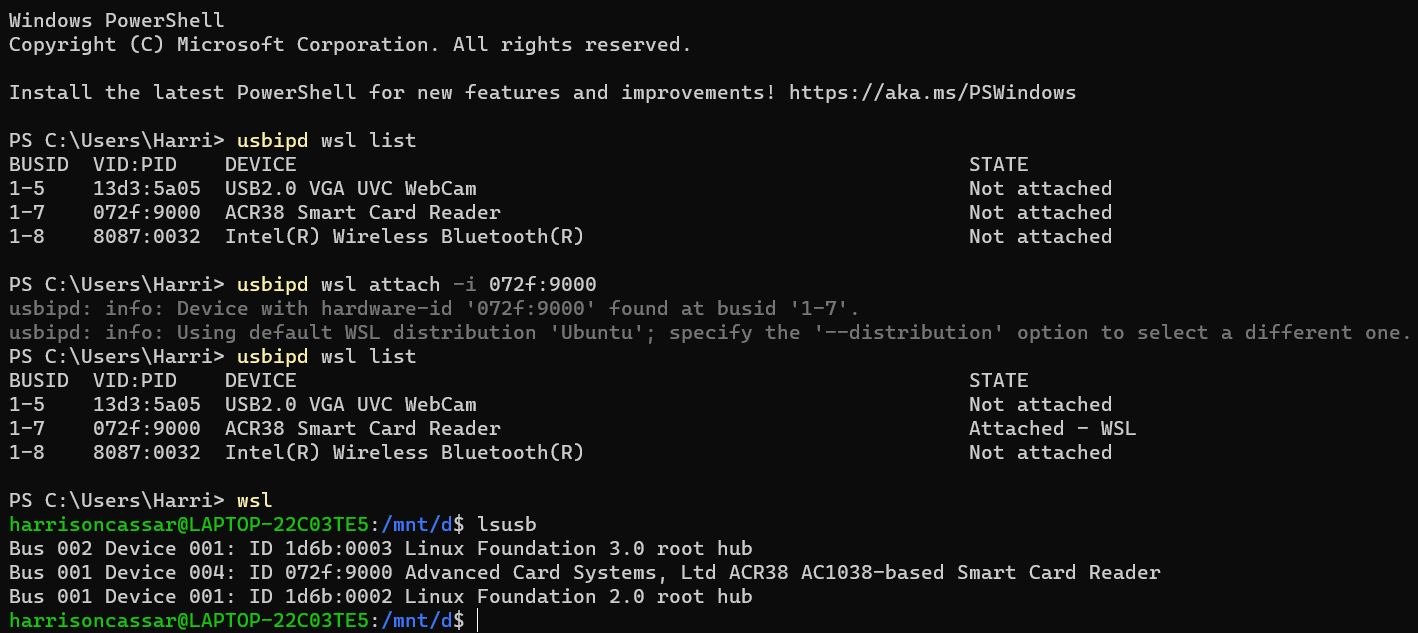 Windows PowerShell
Copyright (C) Microsoft Corporation. All rights reserved.
Install the latest PowerShell for new features and improvements! https://aka.ms/PSWindows
PS C:\Users\Harri> usbipd wsl list
BUSID  VID:PID    DEVICE                                                        STATE
1-5    13d3:5a05  USB2.0 VGA UVC WebCam                                         Not attached
1-7    072f:9000  ACR38 Smart Card Reader                                       Not attached
1-8    8087:0032  Intel(R) Wireless Bluetooth(R)                                Not attached
PS C:\Users\Harri> usbipd wsl attach -i 072f:9000
usbipd: info: Device with hardware-id '072f:9000' found at busid '1-7'.
usbipd: info: Using default WSL distribution 'Ubuntu'; specify the '--distribution' option to select a different one.
PS C:\Users\Harri> usbipd wsl list
BUSID  VID:PID    DEVICE                                                        STATE
1-5    13d3:5a05  USB2.0 VGA UVC WebCam                                         Not attached
1-7    072f:9000  ACR38 Smart Card Reader                                       Attached - WSL
1-8    8087:0032  Intel(R) Wireless Bluetooth(R)                                Not attached
PS C:\Users\Harri> wsl
harrisoncassar@LAPTOP-22C03TE5:/mnt/d$ lsusb
Bus 002 Device 001: ID 1d6b:0003 Linux Foundation 3.0 root hub
Bus 001 Device 004: ID 072f:9000 Advanced Card Systems, Ltd ACR38 AC1038-based Smart Card Reader
Bus 001 Device 001: ID 1d6b:0002 Linux Foundation 2.0 root hub
harrisoncassar@LAPTOP-22C03TE5:/mnt/d$